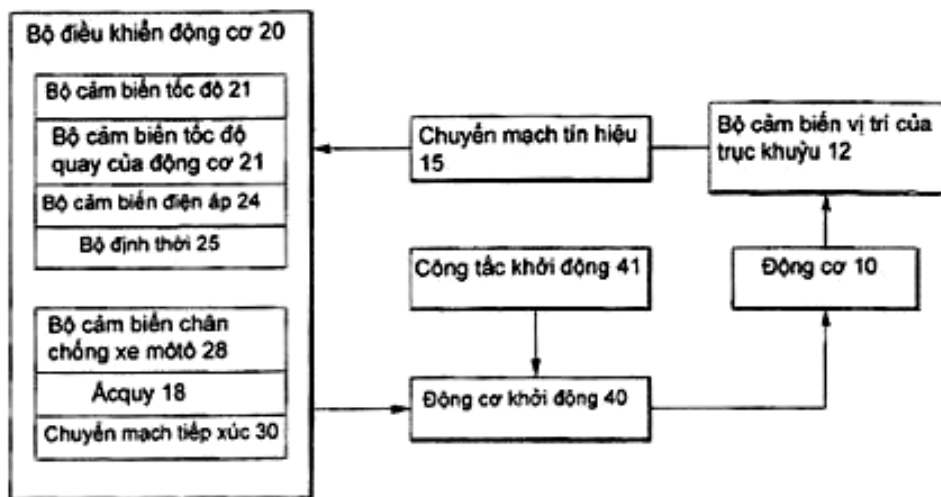 Bộ điều khiển động cơ 20
Bộ cảm biến tốc độ 21
Bộ cảm biến tốc độ
quay của động cơ 21
Bộ cảm biến điện áp 24
Bộ định thời 25
Bộ cảm biến chân
chống xe môtô 28
Ắcquy 18
Chuyển mạch tiếp xúc 30
Chuyển mạch tín hiệu
15
Bộ cảm biến vị trí của
trục khuỷu 12
Công tắc khởi động 41
Động cơ 10
Động cơ khởi động 40